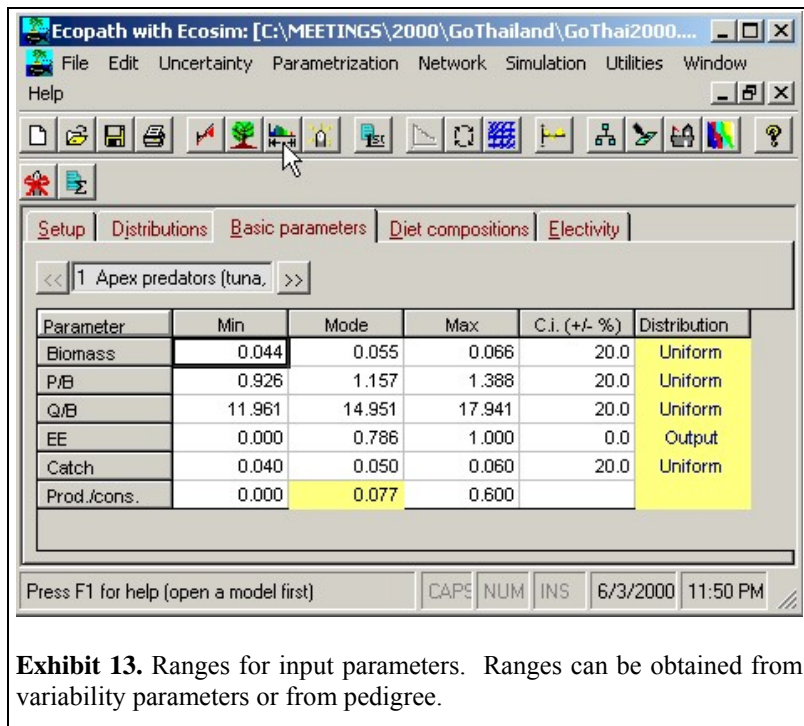 Ecopath with Ecosim: [C:\MEETINGS\2000\GoThailand\GoThai2000....
File Edit Uncertainty Parametrization Network Simulation Utilities Window
Help
1st
Setup Distributions Basic parameters Diet compositions Electivity
<< 1 Apex predators (tuna, >>
Parameter Min Mode Max C.i. (+/- %) Distribution
Biomass 0.044 0.055 0.066 20.0 Uniform
P/B 0.926 1.157 1.388 20.0 Uniform
Q/B 11.961 14.951 17.941 20.0 Uniform
EE 0.000 0.786 1.000 0.0 Output
Catch 0.040 0.050 0.060 20.0 Uniform
Prod./cons. 0.000 0.077 0.600
Press F1 for help (open a model first) CAPS NUM INS 6/3/2000 11:50 PM
Exhibit 13. Ranges for input parameters. Ranges can be obtained from
variability parameters or from pedigree.